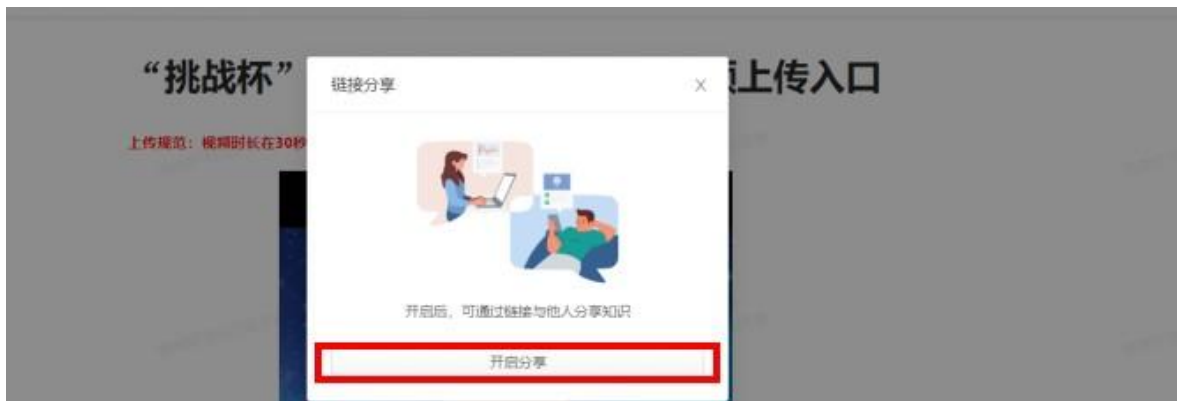 “挑战杯”
上传入口
链接分享
X
上传规范：视频时长在30秒
开启后，可通过链接与他人分享知识
开启分享